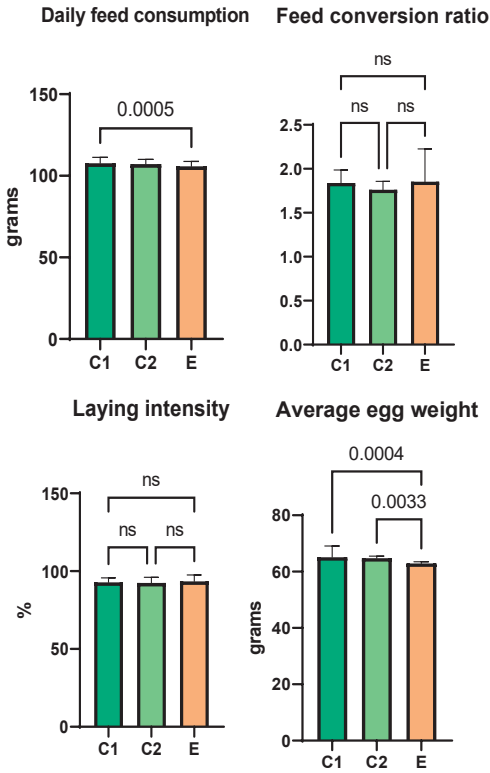 Daily feed consumption
150
100
50
0
grams
0.0005
C1 C2 E
Feed conversion ratio
ns
ns ns
2.5
2.0
1.5
1.0
0.5
0.0
C1 C2 E
Laying intensity
150
100
50
0
%
ns
ns ns
C1 C2 E
Average egg weight
0.0004
0.0033
80
60
40
20
0
grams
C1 C2 E